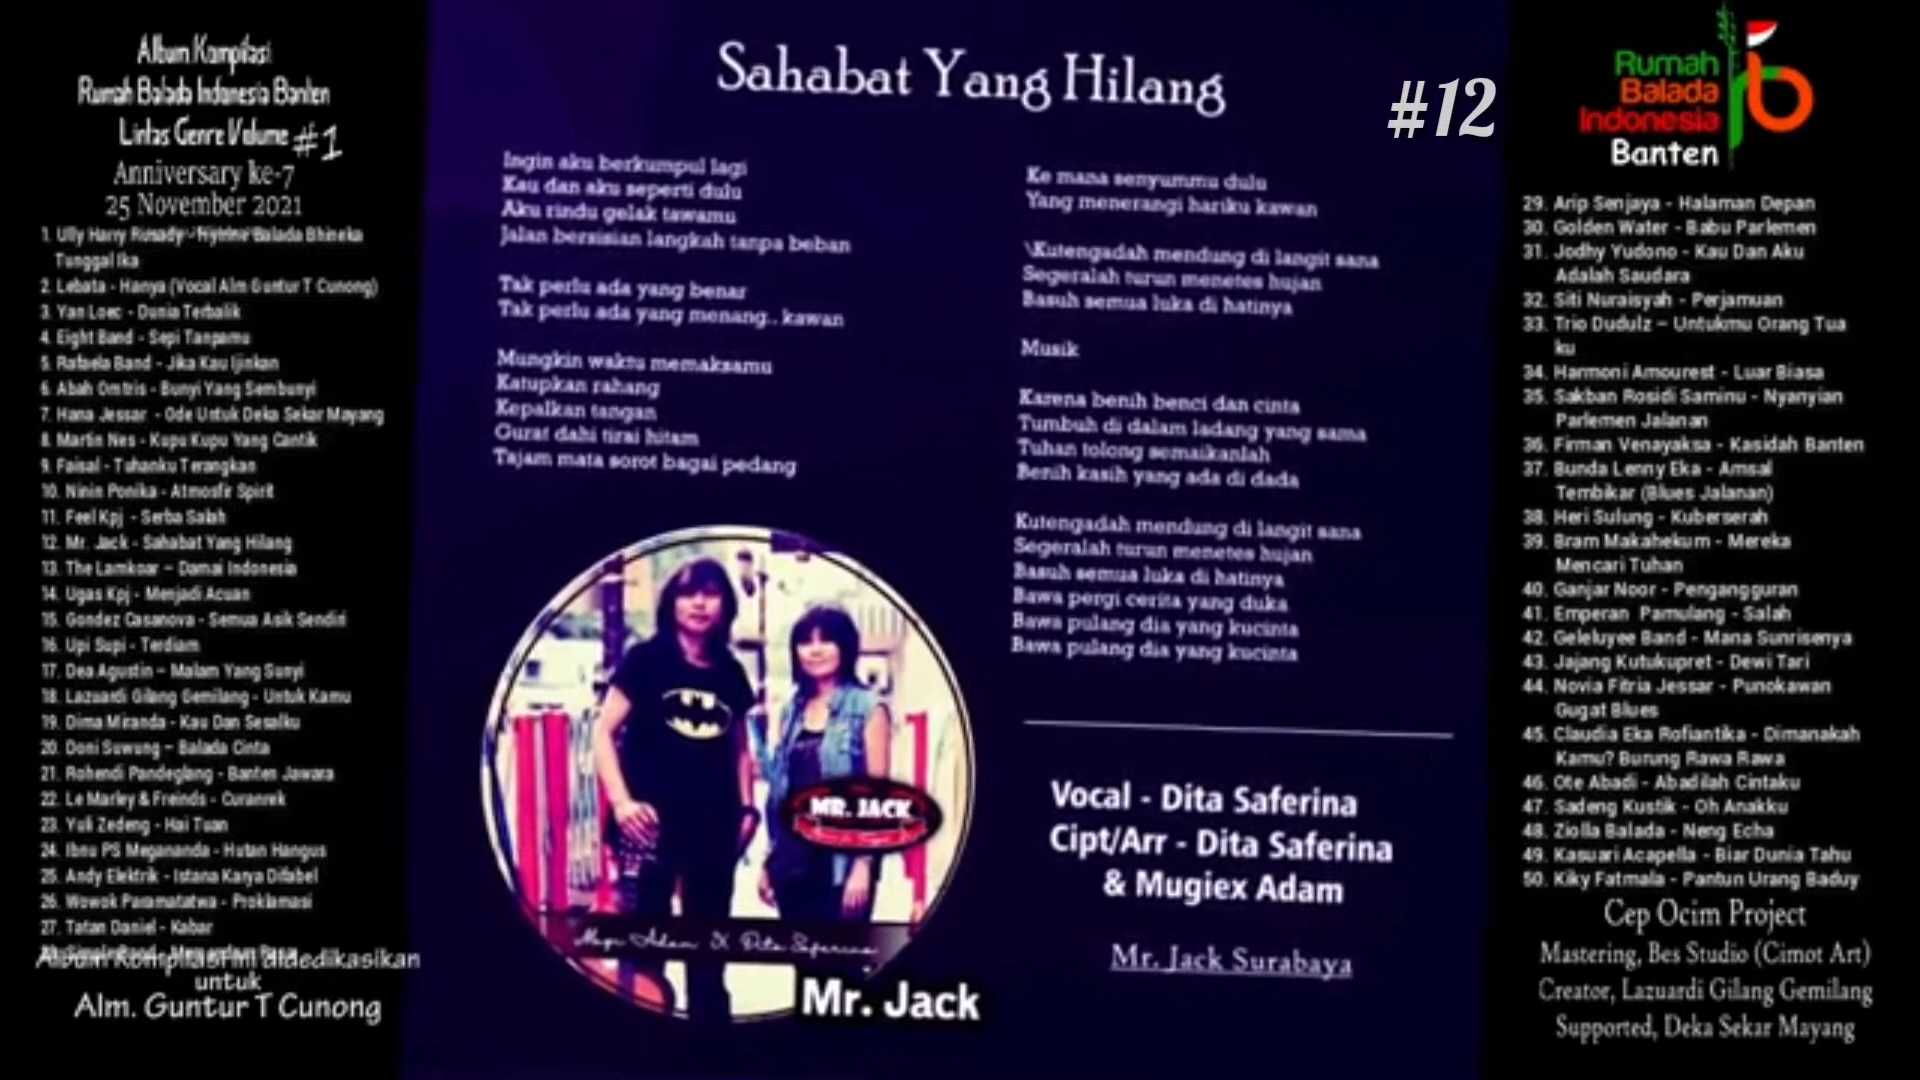 Album Kompilasi
Rumah Balada Indonesia Banten
Lintas Genre Volume #1
Anniversary ke-7
25 November 2021
1. Ully Harry Rusady - Hymne Balada Bhineka
Tunggal Ika
2. Lebata - Hanya (Vocal Alm Guntur T Cunong)
3. Yan Loec - Dunia Terbalik
4. Eight Band - Sepi Tanpamu
5. Rafaela Band - Jika Kau Ijinkan
6. Abah Omtris - Bunyi Yang Sembunyi
7. Hana Jessar - Ode Untuk Deka Sekar Mayang
8. Martin Nes - Kupu Kupu Yang Cantik
9. Faisal - Tuhanku Terangkan
10. Ninin Ponika - Atmosfir Spirit
11. Feel Kpj - Serba Salah
12. Mr. Jack - Sahabat Yang Hilang
13. The Lamkoar – Damai Indonesia
14. Ugas Kpj - Menjadi Acuan
15. Gondez Casanova - Semua Asik Sendiri
16. Upi Supi - Terdiam
17. Dea Agustin – Malam Yang Sunyi
18. Lazuardi Gilang Gemilang - Untuk Kamu
19. Dima Miranda - Kau Dan Sesalku
20. Doni Suwung – Balada Cinta
21. Rohendi Pandeglang - Banten Jawara
22. Le Marley & Freinds - Curanrek
23. Yuli Zedeng - Hai Tuan
24. Ibnu PS Megananda - Hutan Hangus
25. Andy Elektrik - Istana Karya Difabel
26. Wowok Paramatatwa - Proklamasi
27. Tatan Daniel - Kabar
Album Kompilasi ini didedikasikan
untuk
Alm. Guntur T Cunong
Sahabat Yang Hilang
#12
Ingin aku berkumpul lagi
Kau dan aku seperti dulu
Aku rindu gelak tawamu
Jalan bersisian langkah tanpa beban
Tak perlu ada yang benar
Tak perlu ada yang menang.. kawan
Mungkin waktu memaksamu
Katupkan rahang
Kepalkan tangan
Gurat dahi tirai hitam
Tajam mata sorot bagai pedang
Ke mana senyummu dulu
Yang menerangi hariku kawan
\Kutengadah mendung di langit sana
Segeralah turun menetes hujan
Basuh semua luka di hatinya
Musik
Karena benih benci dan cinta
Tumbuh di dalam ladang yang sama
Tuhan tolong semaikanlah
Benih kasih yang ada di dada
Kutengadah mendung di langit sana
Segeralah turun menetes hujan
Basuh semua luka di hatinya
Bawa pergi cerita yang duka
Bawa pulang dia yang kucinta
Bawa pulang dia yang kucinta
MR. JACK
Mugi Adam & Dita Saferina
Mr. Jack
Vocal - Dita Saferina
Cipt/Arr - Dita Saferina
& Mugiex Adam
Mr. Jack Surabaya
Rumah
Balada
Indonesia
Banten
29. Arip Senjaya - Halaman Depan
30. Golden Water - Babu Parlemen
31. Jodhy Yudono - Kau Dan Aku
Adalah Saudara
32. Siti Nuraisyah - Perjamuan
33. Trio Dudulz – Untukmu Orang Tua
ku
34. Harmoni Amourest - Luar Biasa
35. Sakban Rosidi Saminu - Nyanyian
Parlemen Jalanan
36. Firman Venayaksa - Kasidah Banten
37. Bunda Lenny Eka - Amsal
Tembikar (Blues Jalanan)
38. Heri Sulung - Kuberserah
39. Bram Makahekum - Mereka
Mencari Tuhan
40. Ganjar Noor - Pengangguran
41. Emperan Pamulang - Salah
42. Geleluyee Band - Mana Sunrisenya
43. Jajang Kutukupret - Dewi Tari
44. Novia Fitria Jessar - Punokawan
Gugat Blues
45. Claudia Eka Rofiantika - Dimanakah
Kamu? Burung Rawa Rawa
46. Ote Abadi - Abadilah Cintaku
47. Sadeng Kustik - Oh Anakku
48. Ziolla Balada - Neng Echa
49. Kasuari Acapella - Biar Dunia Tahu
50. Kiky Fatmala - Pantun Urang Baduy
Cep Ocim Project
Mastering, Bes Studio (Cimot Art)
Creator, Lazuardi Gilang Gemilang
Supported, Deka Sekar Mayang